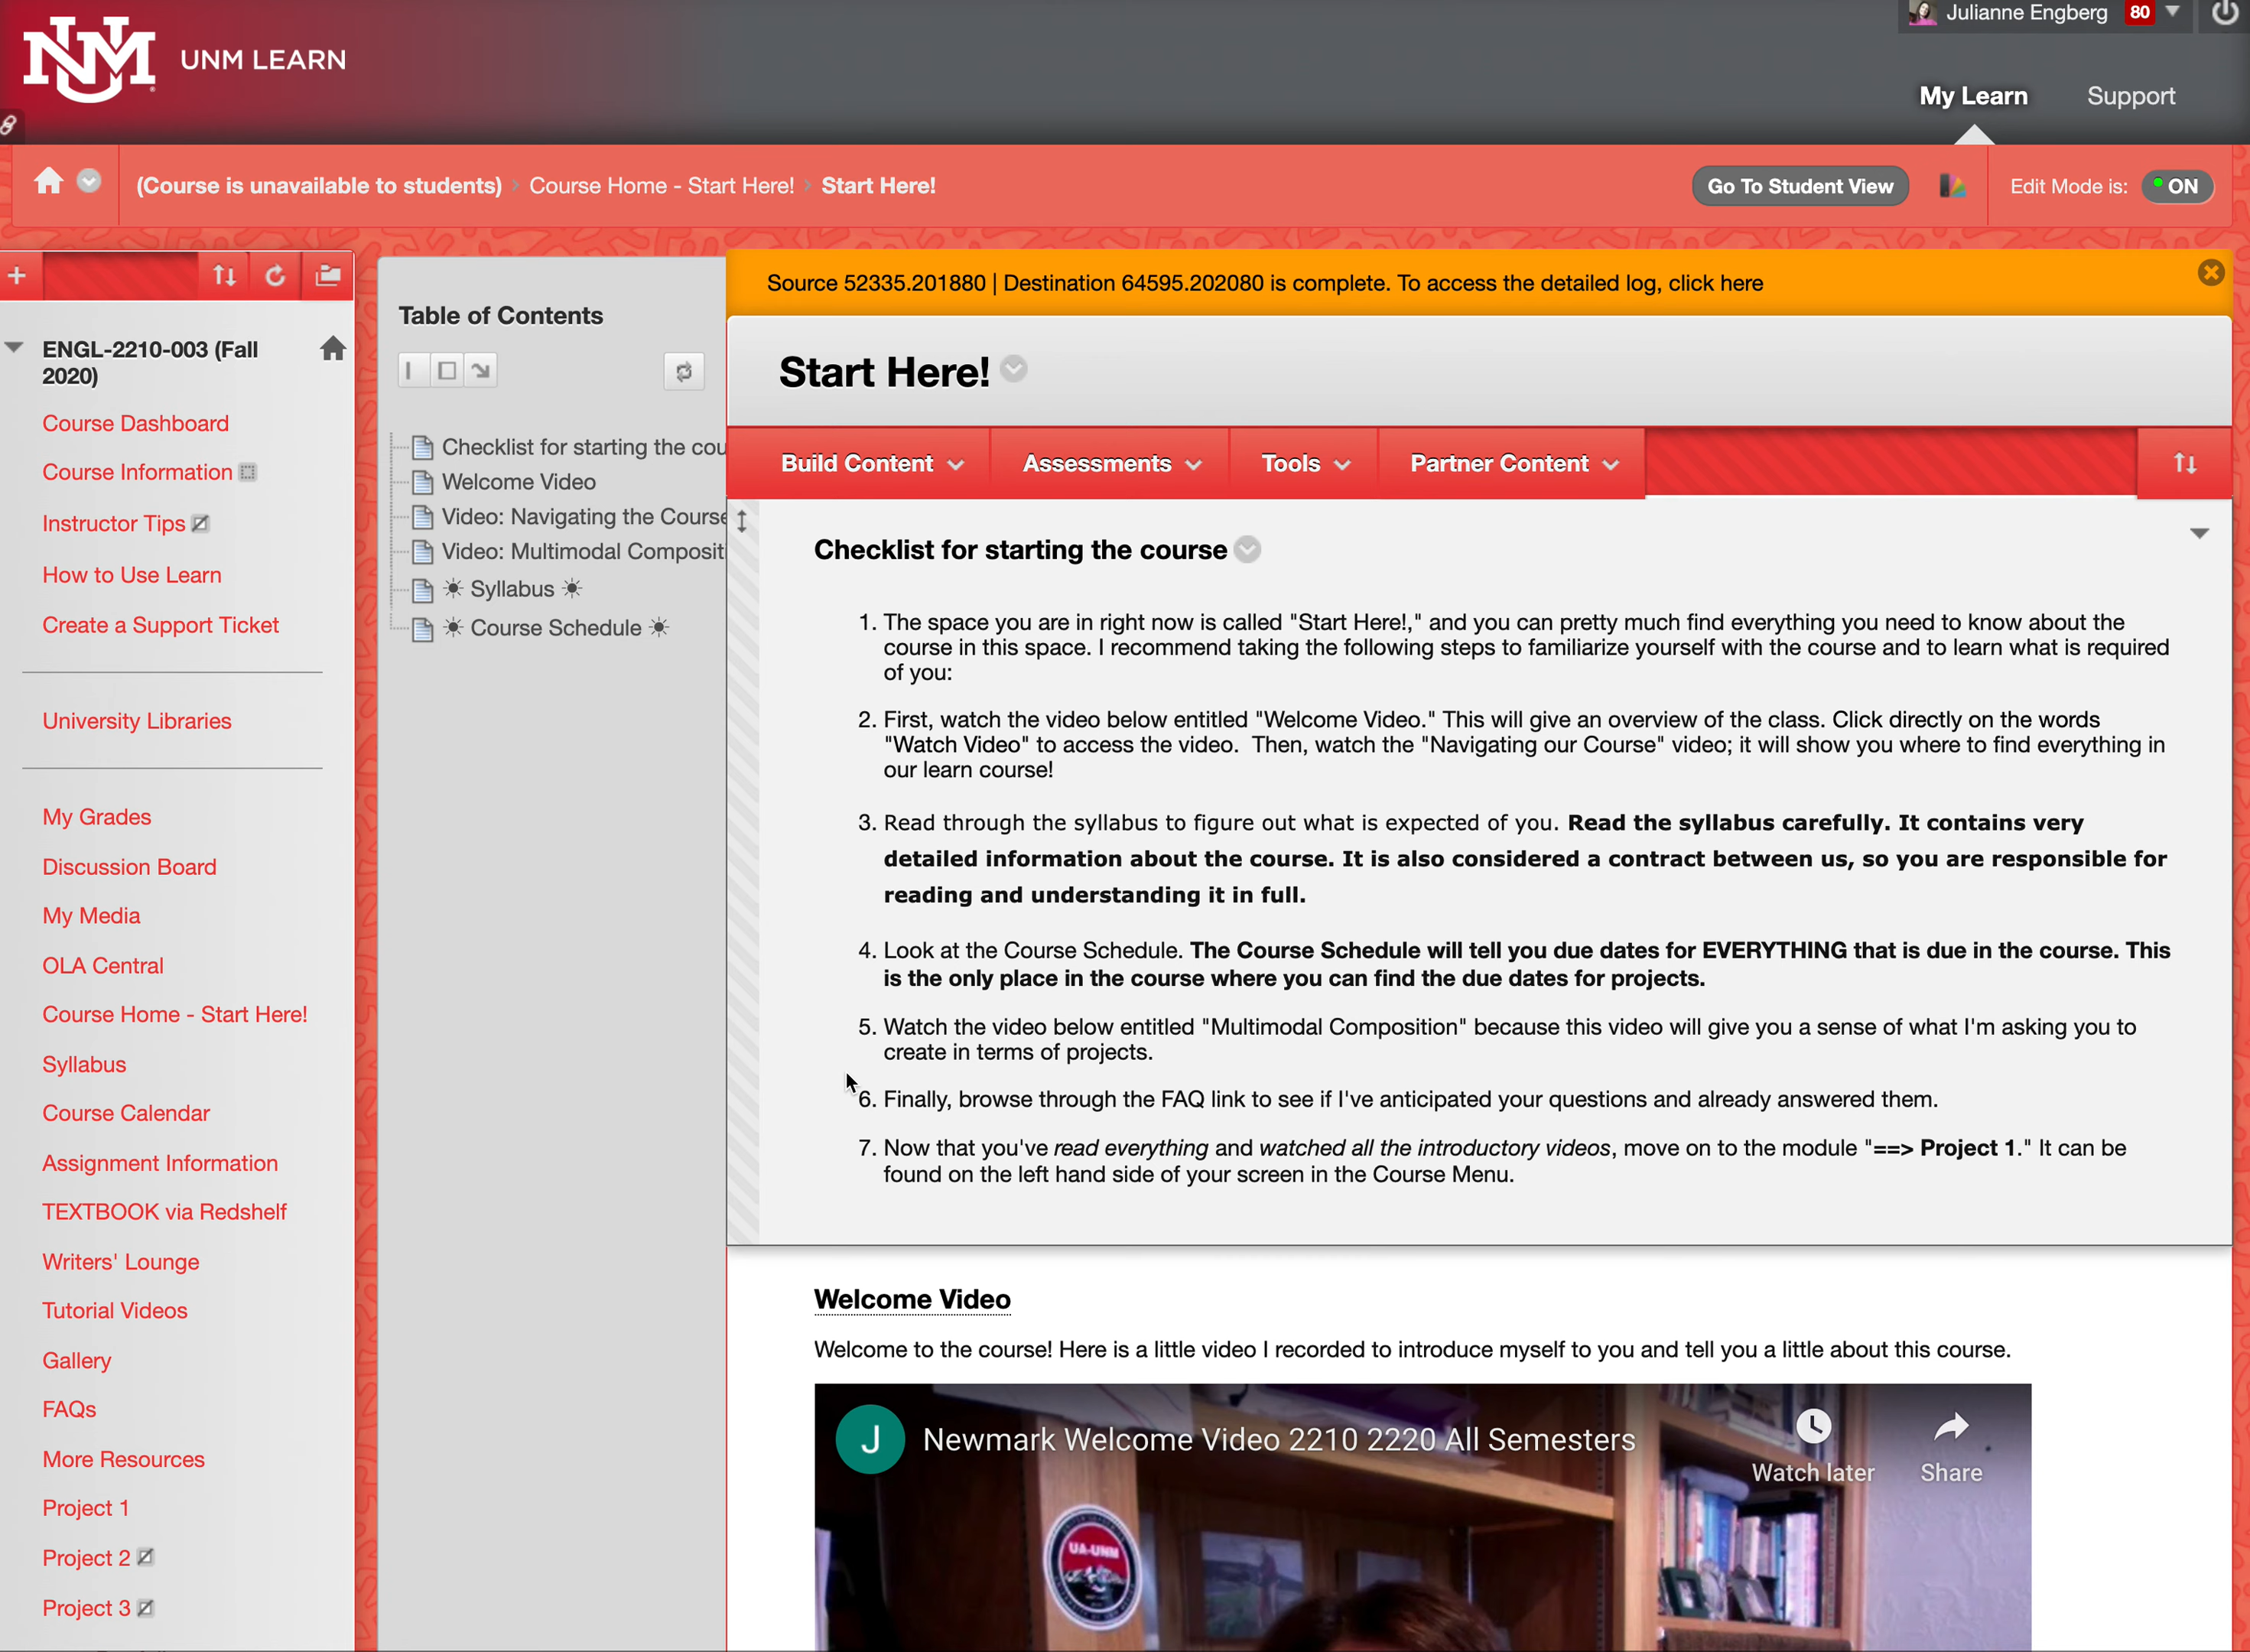 Julianne Engberg 80
UNM UNM LEARN
My Learn Support
(Course is unavailable to students) Course Home - Start Here! Start Here!
Go To Student View Edit Mode is: ON
ENGL-2210-003 (Fall
2020)
Course Dashboard
Course Information
Instructor Tips
How to Use Learn
Create a Support Ticket
University Libraries
My Grades
Discussion Board
My Media
OLA Central
Course Home - Start Here!
Syllabus
Course Calendar
Assignment Information
TEXTBOOK via Redshelf
Writers' Lounge
Tutorial Videos
Gallery
FAQs
More Resources
Project 1
Project 2
Project 3
Table of Contents
Checklist for starting the cou
Welcome Video
Video: Navigating the Course
Video: Multimodal Composit
☀ Syllabus ☀
☀ Course Schedule ☀
Source 52335.201880 | Destination 64595.202080 is complete. To access the detailed log, click here
Start Here!
Build Content Assessments Tools Partner Content
Checklist for starting the course
1. The space you are in right now is called "Start Here!," and you can pretty much find everything you need to know about the
course in this space. I recommend taking the following steps to familiarize yourself with the course and to learn what is required
of you:
2. First, watch the video below entitled "Welcome Video." This will give an overview of the class. Click directly on the words
"Watch Video" to access the video. Then, watch the "Navigating our Course" video; it will show you where to find everything in
our learn course!
3. Read through the syllabus to figure out what is expected of you. Read the syllabus carefully. It contains very
detailed information about the course. It is also considered a contract between us, so you are responsible for
reading and understanding it in full.
4. Look at the Course Schedule. The Course Schedule will tell you due dates for EVERYTHING that is due in the course. This
is the only place in the course where you can find the due dates for projects.
5. Watch the video below entitled "Multimodal Composition" because this video will give you a sense of what I'm asking you to
create in terms of projects.
6. Finally, browse through the FAQ link to see if I've anticipated your questions and already answered them.
7. Now that you've read everything and watched all the introductory videos, move on to the module "==> Project 1." It can be
found on the left hand side of your screen in the Course Menu.
Welcome Video
Welcome to the course! Here is a little video I recorded to introduce myself to you and tell you a little about this course.
J Newmark Welcome Video 2210 2220 All Semesters
Watch later Share
UA-UNM